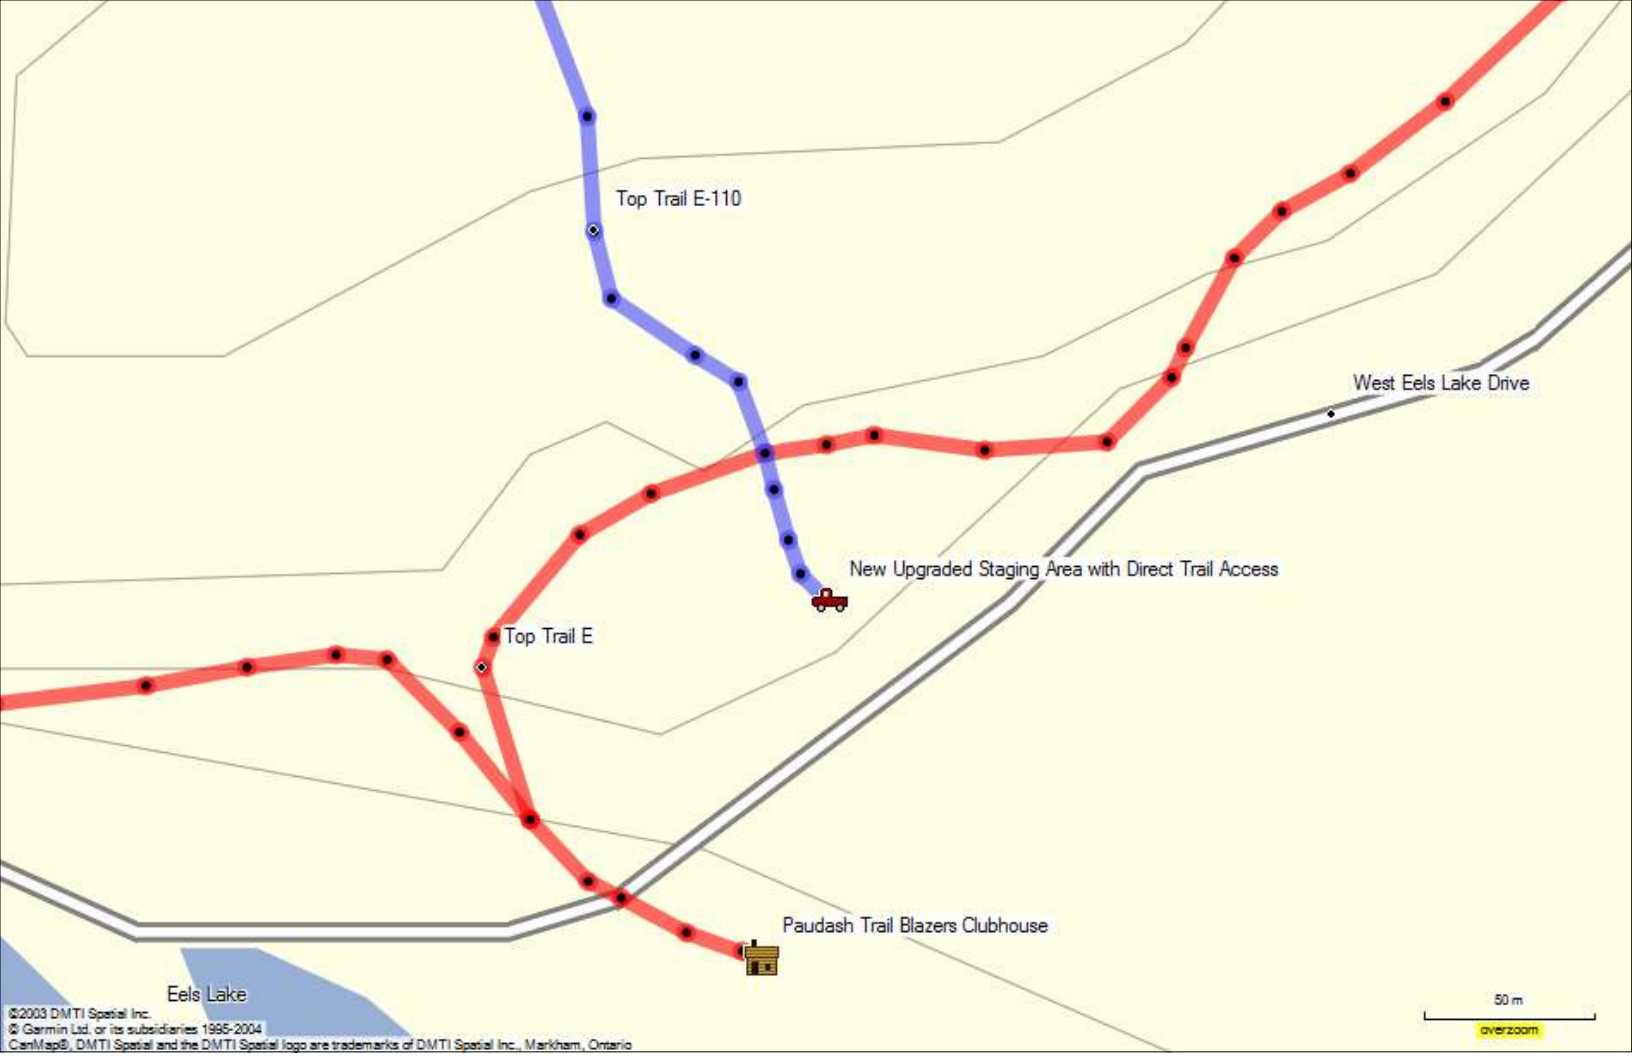 Top Trail E-110
West Eels Lake Drive
New Upgraded Staging Area with Direct Trail Access
Top Trail E
Paudash Trail Blazers Clubhouse
Eels Lake
50 m
overzoom
©2003 DMTI Spatial Inc.
© Garmin Ltd. or its subsidiaries 1995-2004
CanMap®, DMTI Spatial and the DMTI Spatial logo are trademarks of DMTI Spatial Inc., Markham, Ontario